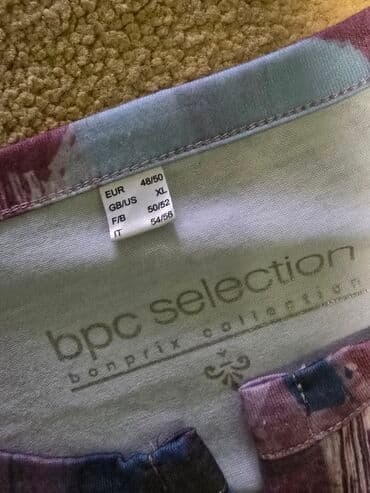 EUR 48/50
GB/US XL
F/B 50/52
IT 54/56
bpc selection
bonprix collection